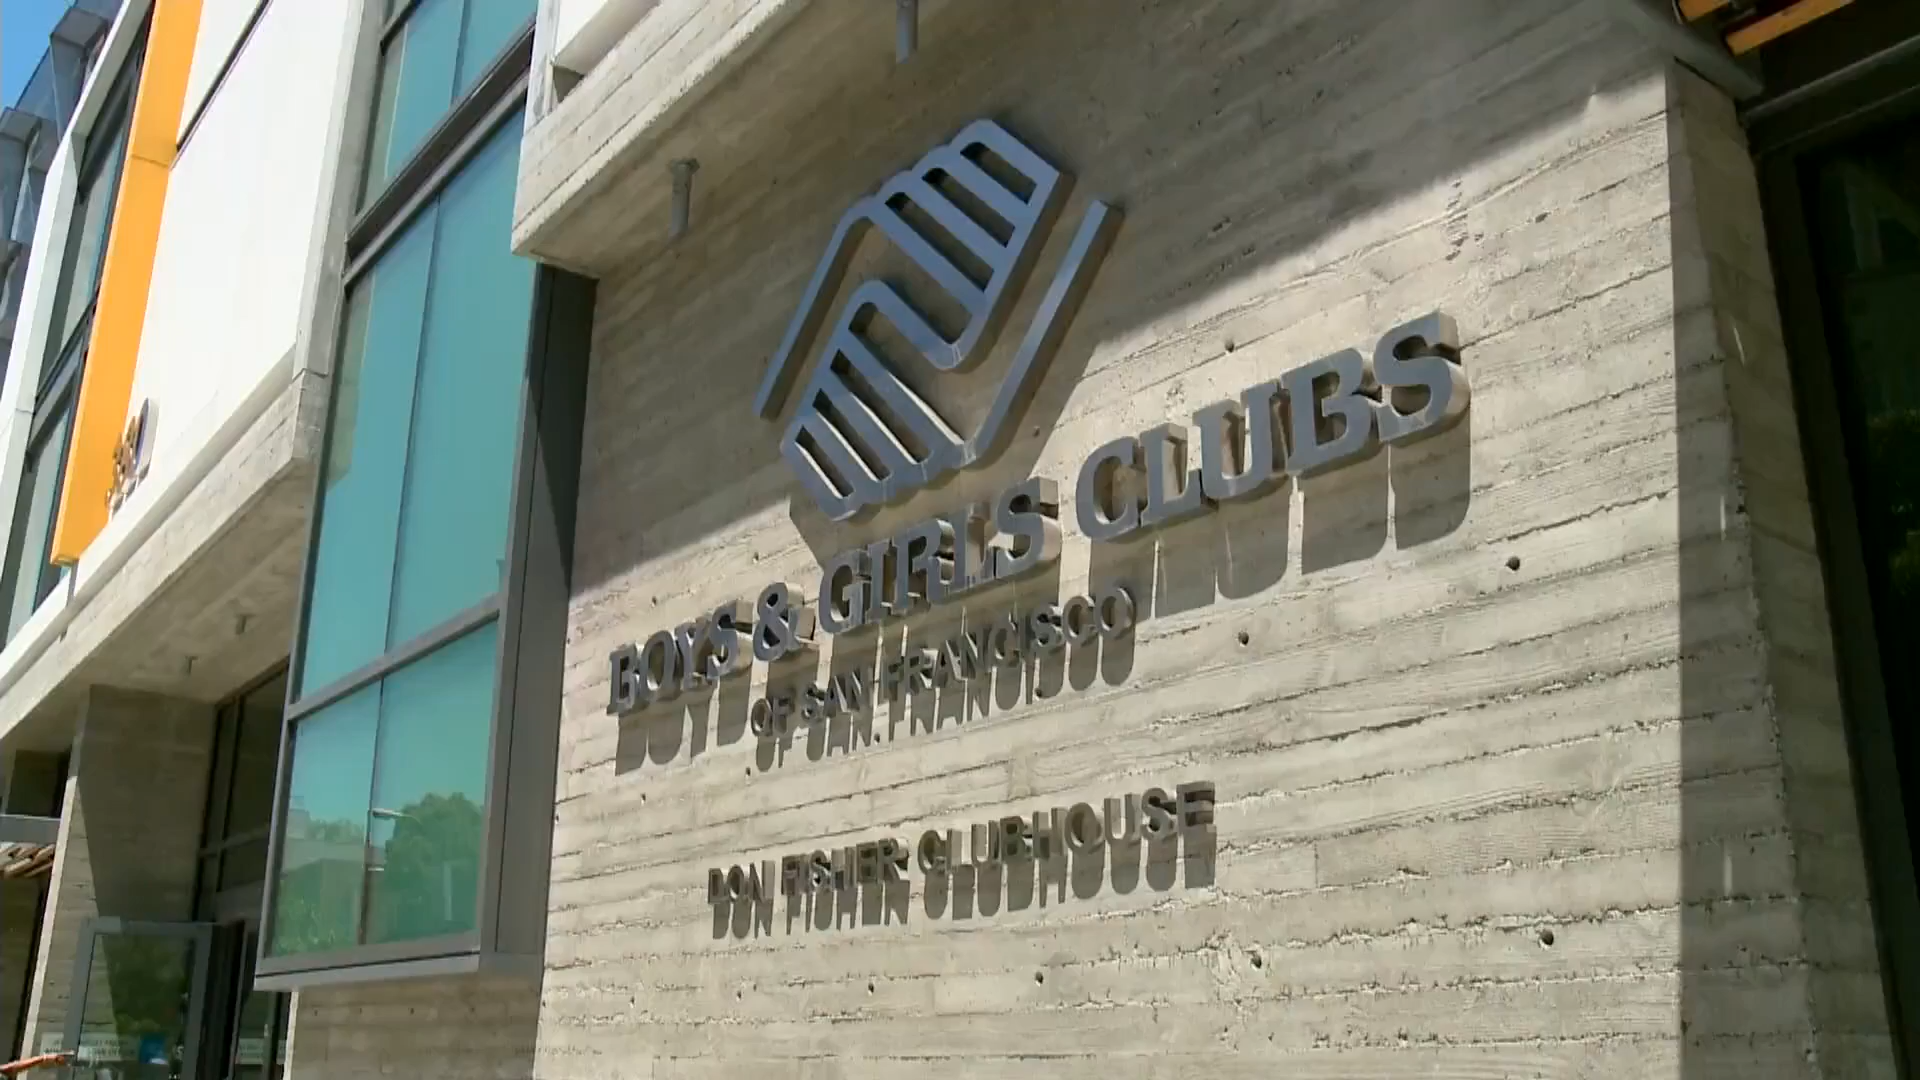 BOYS & GIRLS CLUBS
OF SAN FRANCISCO
DON FISHER CLUBHOUSE